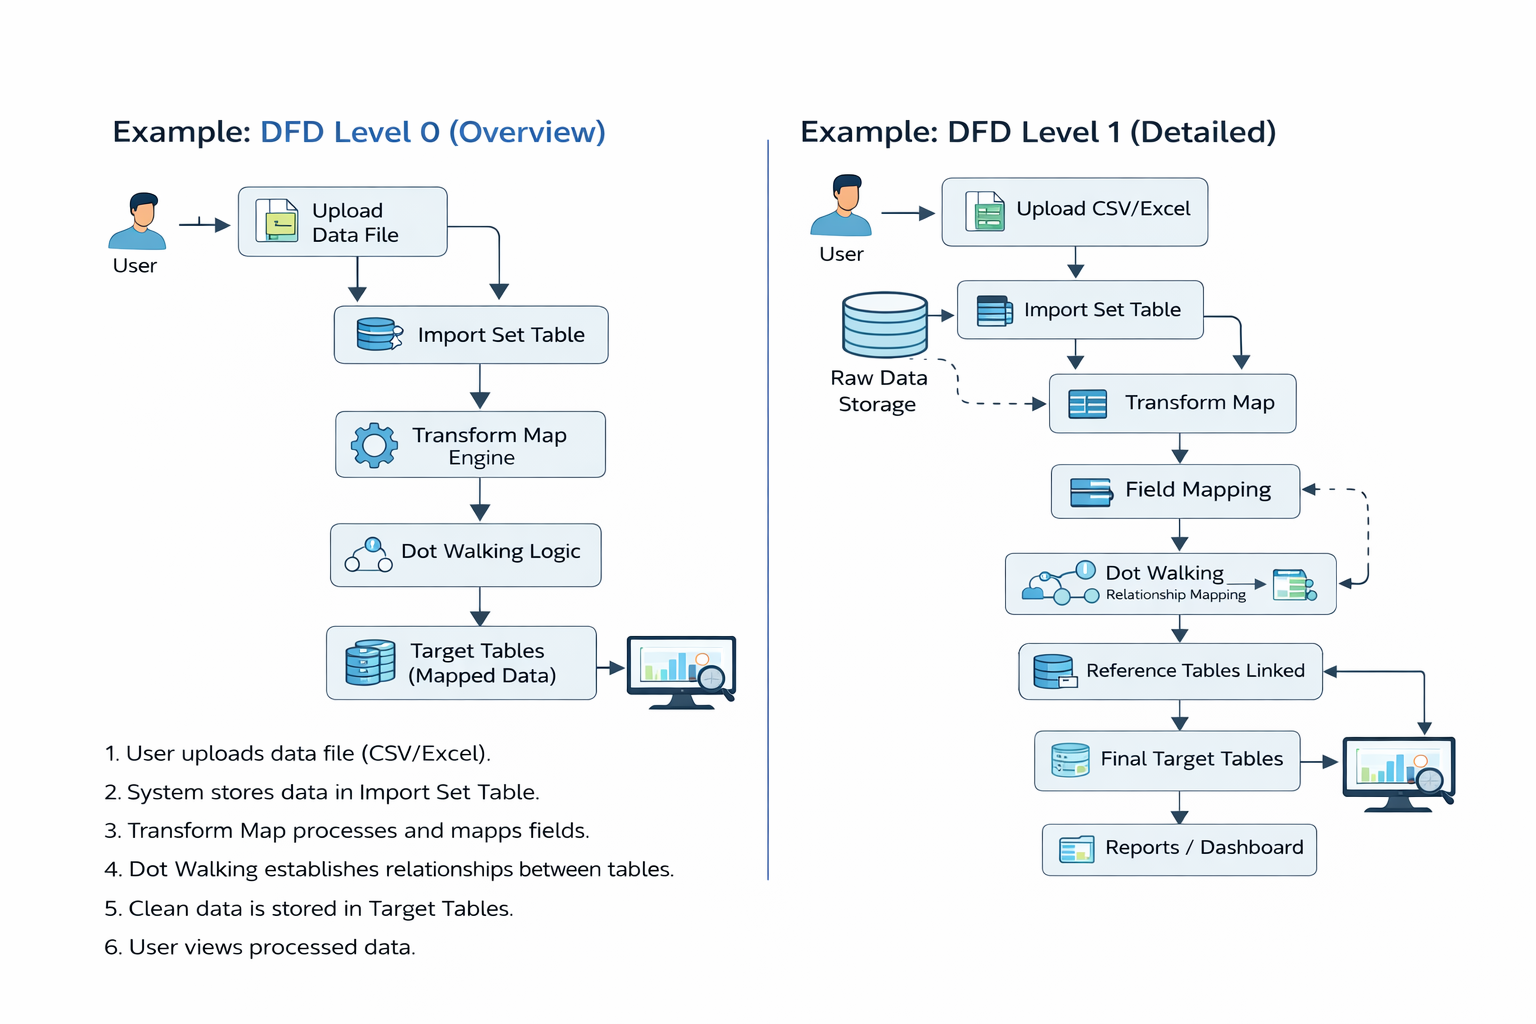 Example: DFD Level 0 (Overview)
User
Upload
Data File
Import Set Table
Transform Map
Engine
Dot Walking Logic
Target Tables
(Mapped Data)
1. User uploads data file (CSV/Excel).
2. System stores data in Import Set Table.
3. Transform Map processes and mapps fields.
4. Dot Walking establishes relationships between tables.
5. Clean data is stored in Target Tables.
6. User views processed data.
Example: DFD Level 1 (Detailed)
User
Upload CSV/Excel
Import Set Table
Raw Data
Storage
Transform Map
Field Mapping
Dot Walking
Relationship Mapping
Reference Tables Linked
Final Target Tables
Reports / Dashboard